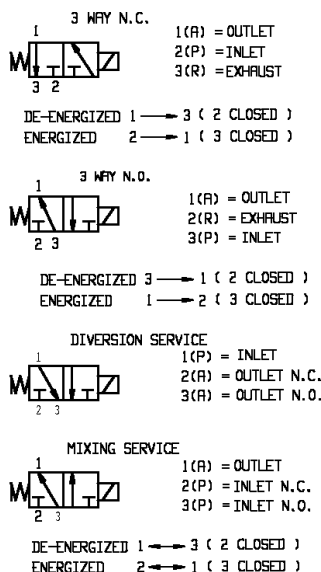 3 WAY N.C.
1
3 2
1(A) = OUTLET
2(P) = INLET
3(R) = EXHAUST
DE-ENERGIZED 1 → 3 ( 2 CLOSED )
ENERGIZED 2 → 1 ( 3 CLOSED )
3 WAY N.O.
1
2 3
1(A) = OUTLET
2(R) = EXHAUST
3(P) = INLET
DE-ENERGIZED 3 → 1 ( 2 CLOSED )
ENERGIZED 1 → 2 ( 3 CLOSED )
DIVERSION SERVICE
1
2 3
1(P) = INLET
2(A) = OUTLET N.C.
3(A) = OUTLET N.O.
MIXING SERVICE
1
2 3
1(A) = OUTLET
2(P) = INLET N.C.
3(P) = INLET N.O.
DE-ENERGIZED 1 ↔ 3 ( 2 CLOSED )
ENERGIZED 2 ↔ 1 ( 3 CLOSED )